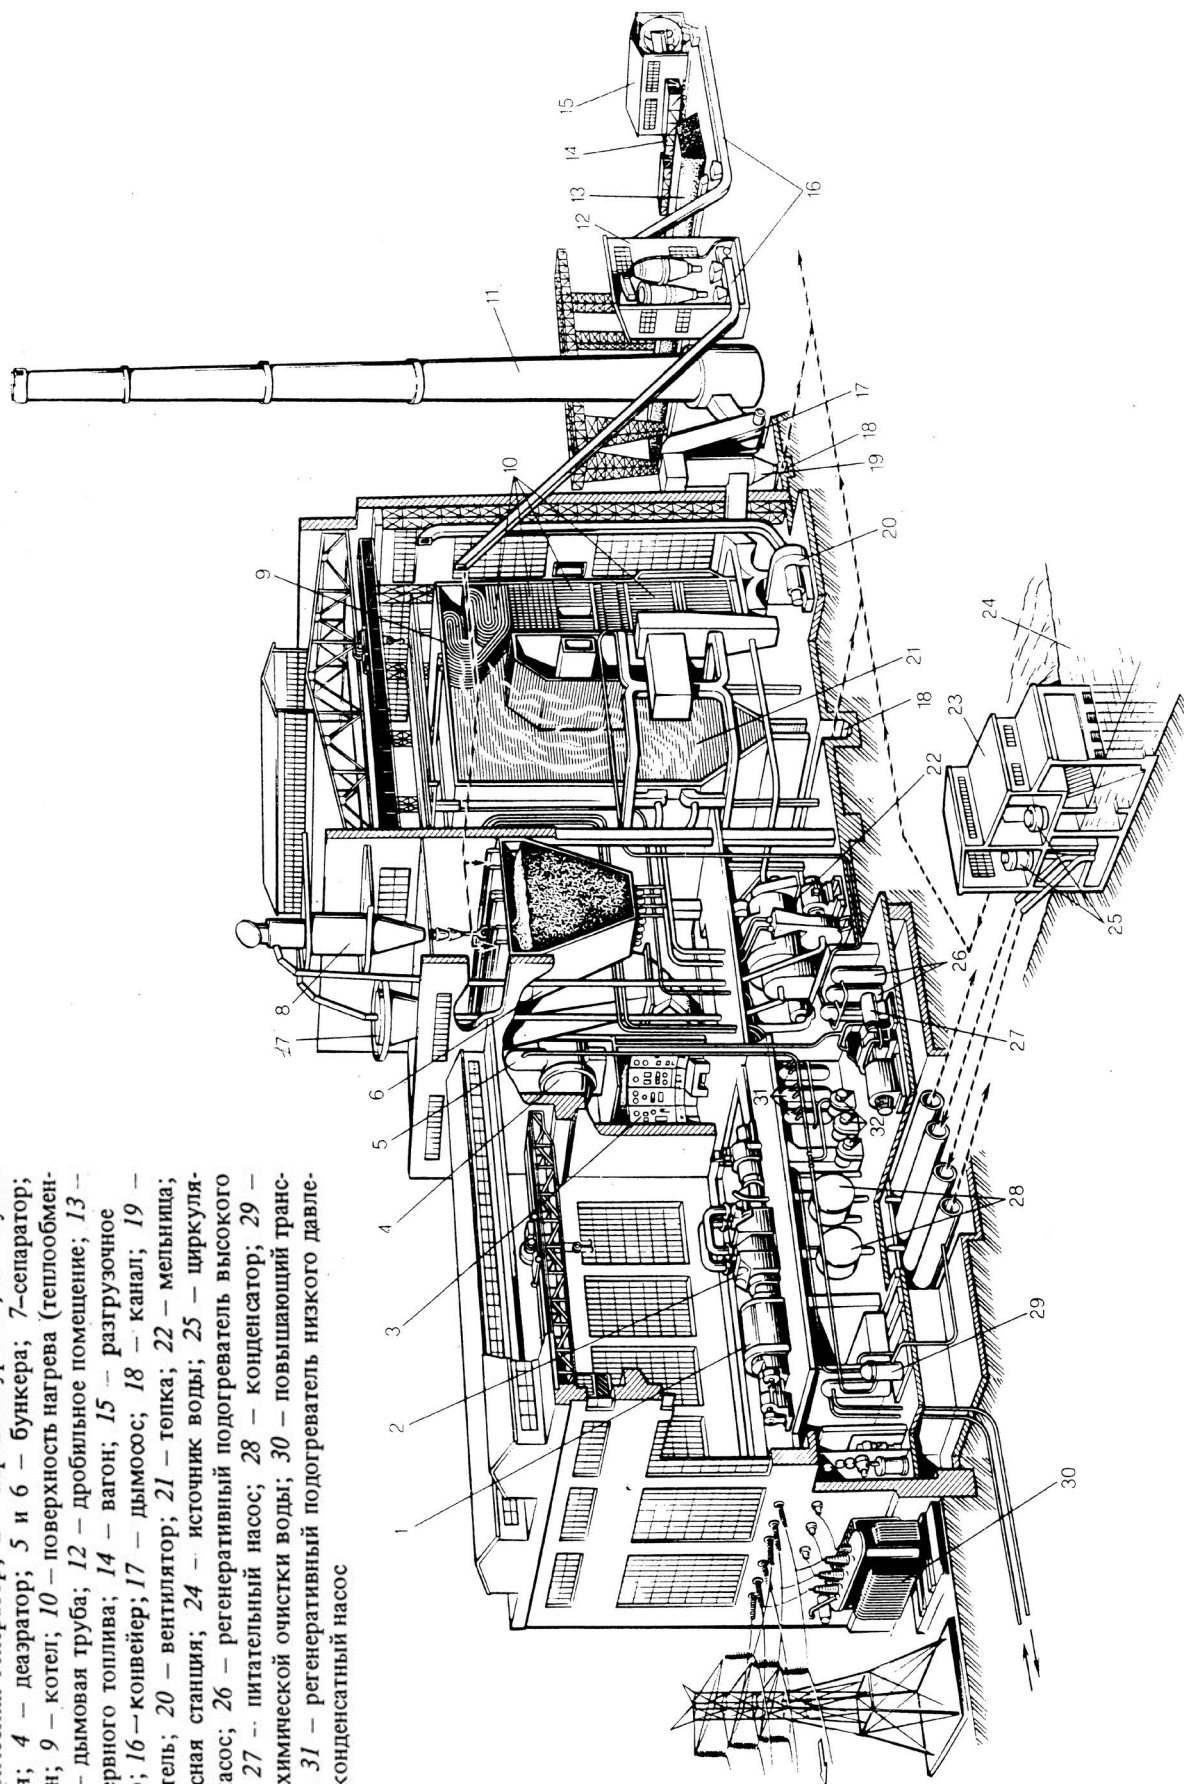 4 – деаэратор; 5 и 6 – бункера; 7–сепаратор;
9 – котел; 10 – поверхность нагрева (теплообмен-
дымовая труба; 12 – дробильное помещение; 13 –
топлива; 14 – вагон; 15 – разгрузочное
16–конвейер; 17 – дымосос; 18 – канал; 19 –
20 – вентилятор; 21 – топка; 22 – мельница;
станция; 24 – источник воды; 25 – циркуля-
26 – регенеративный подогреватель высокого
27 – питательный насос; 28 – конденсатор; 29 –
химической очистки воды; 30 – повышающий транс-
31 – регенеративный подогреватель низкого давле-
конденсатный насос
1
2
3
4
5
6
7
8
9
10
11
12
13
14
15
16
17
18
19
20
21
18
22
23
24
25
26
27
28
29
30
31
32